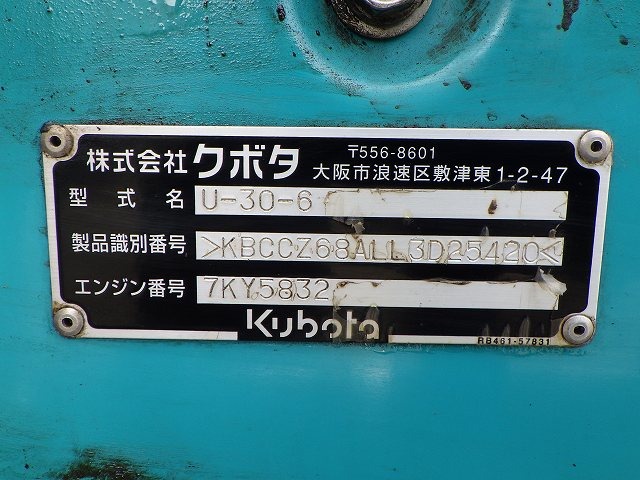 株式会社クボタ
〒556-8601
大阪市浪速区敷津東1-2-47
型式名 U-30-6
製品識別番号 >KBCCZ68ALL3D25420<
エンジン番号 7KY5832
Kubota
RB461-57831